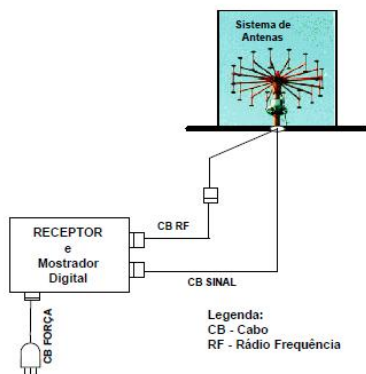 Sistema de
Antenas
CB RF
RECEPTOR
e
Mostrador
Digital
CB SINAL
CB FORÇA
Legenda:
CB - Cabo
RF - Rádio Frequência